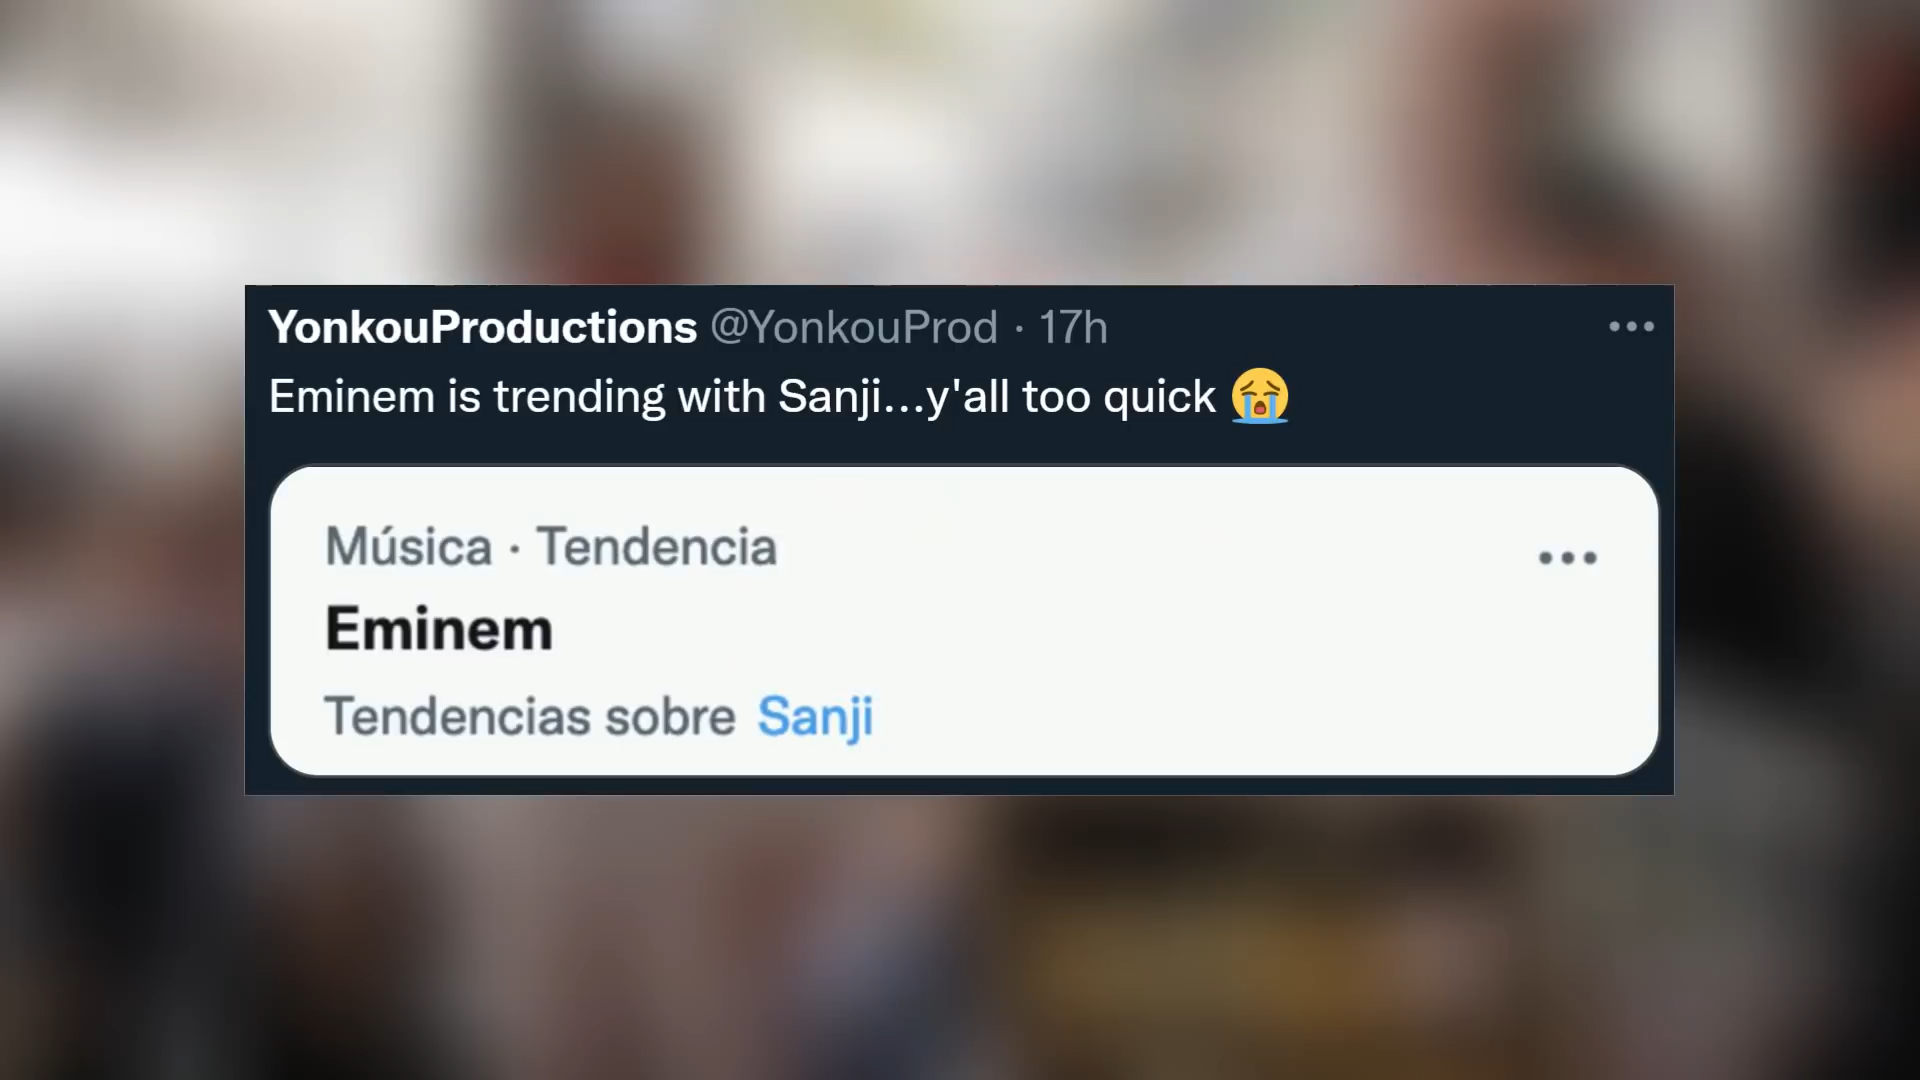 YonkouProductions @YonkouProd · 17h
Eminem is trending with Sanji...y'all too quick 😭
Música · Tendencia
Eminem
Tendencias sobre Sanji